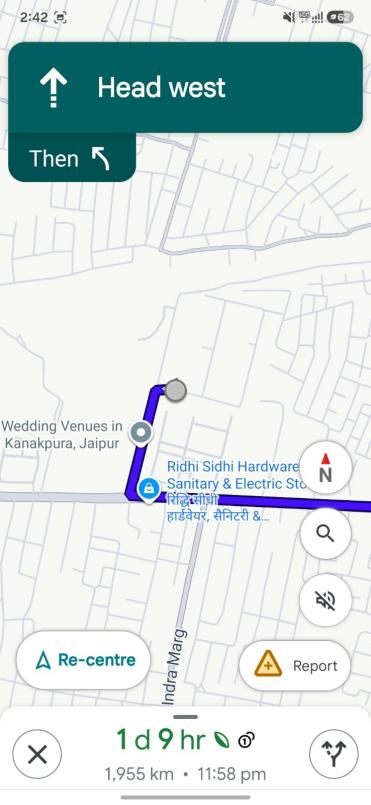 2:42
62
Head west
Then
Wedding Venues in
Kanakpura, Jaipur
Ridhi Sidhi Hardware
Sanitary & Electric Sto
रिद्धि सीधी
हार्डवेयर, सैनिटरी &...
N
Indra Marg
Re-centre
Report
1 d 9 hr
1,955 km • 11:58 pm